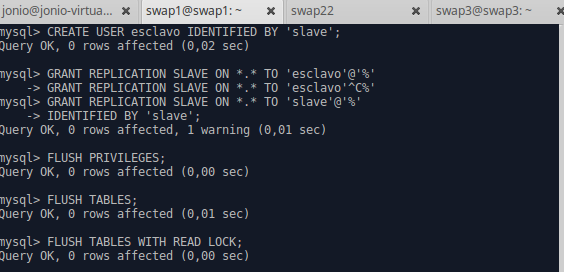 jonio@jonio-virtua... × swap1@swap1: ~ × swap22 × swap3@swap3: ~ ×
mysql> CREATE USER esclavo IDENTIFIED BY 'slave';
Query OK, 0 rows affected (0,02 sec)
mysql> GRANT REPLICATION SLAVE ON *.* TO 'esclavo'@'%'
-> GRANT REPLICATION SLAVE ON *.* TO 'esclavo'^C%'
mysql> GRANT REPLICATION SLAVE ON *.* TO 'slave'@'%'
-> IDENTIFIED BY 'slave';
Query OK, 0 rows affected, 1 warning (0,01 sec)
mysql> FLUSH PRIVILEGES;
Query OK, 0 rows affected (0,00 sec)
mysql> FLUSH TABLES;
Query OK, 0 rows affected (0,01 sec)
mysql> FLUSH TABLES WITH READ LOCK;
Query OK, 0 rows affected (0,00 sec)